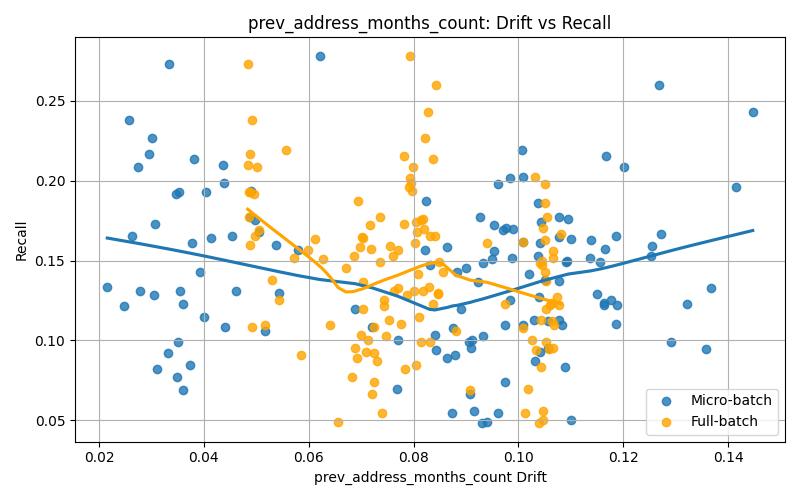 prev_address_months_count: Drift vs Recall
Recall
0.25
0.20
0.15
0.10
0.05
0.02 0.04 0.06 0.08 0.10 0.12 0.14
prev_address_months_count Drift
Micro-batch
Full-batch